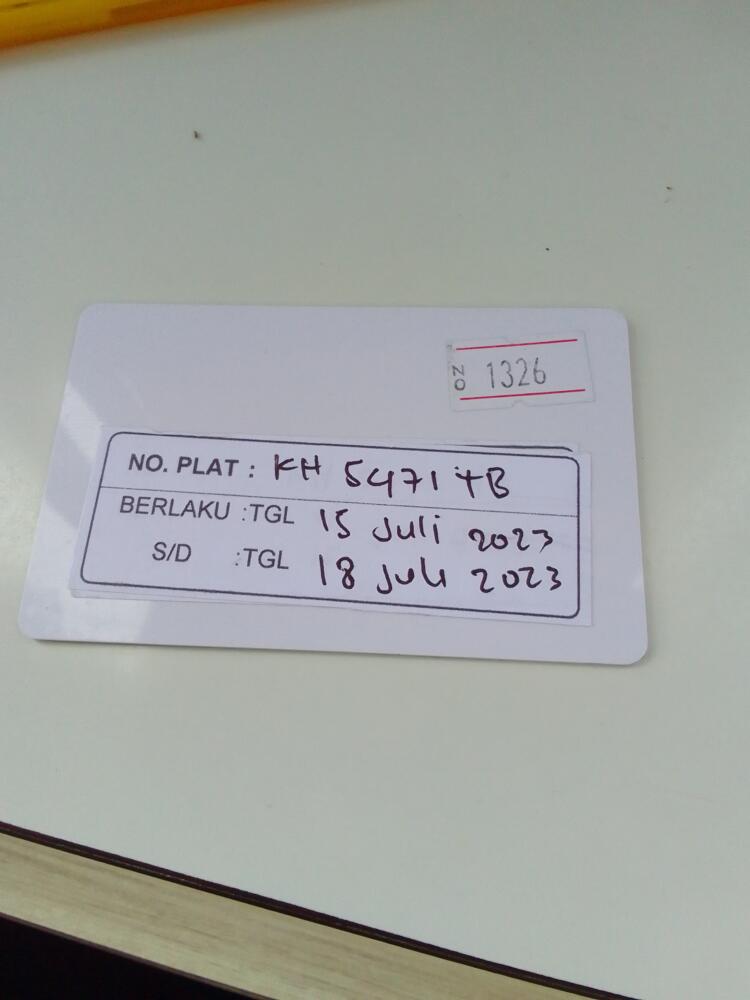 NO 1326
NO. PLAT : KH 5471 TB
BERLAKU :TGL 15 Juli 2023
S/D :TGL 18 Juli 2023